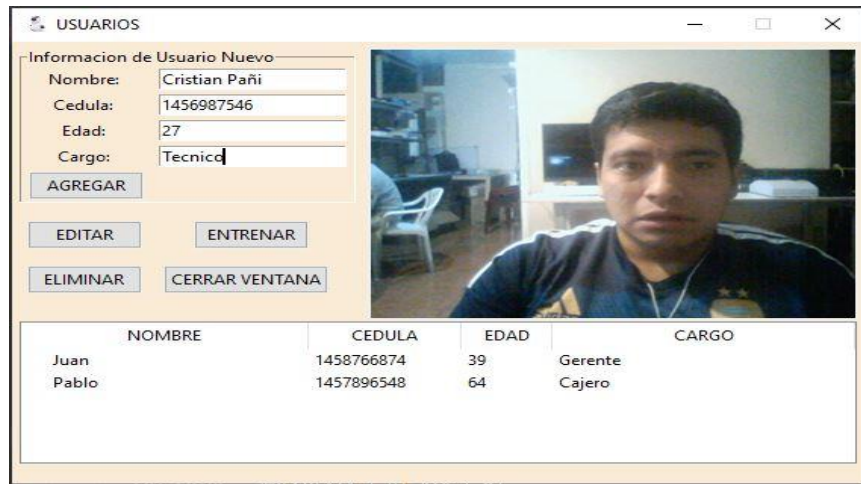 USUARIOS
Informacion de Usuario Nuevo
Nombre: Cristian Pañi
Cedula: 1456987546
Edad: 27
Cargo: Tecnico
AGREGAR
EDITAR ENTRENAR
ELIMINAR CERRAR VENTANA
adidas
NOMBRE CEDULA EDAD CARGO
Juan 1458766874 39 Gerente
Pablo 1457896548 64 Cajero